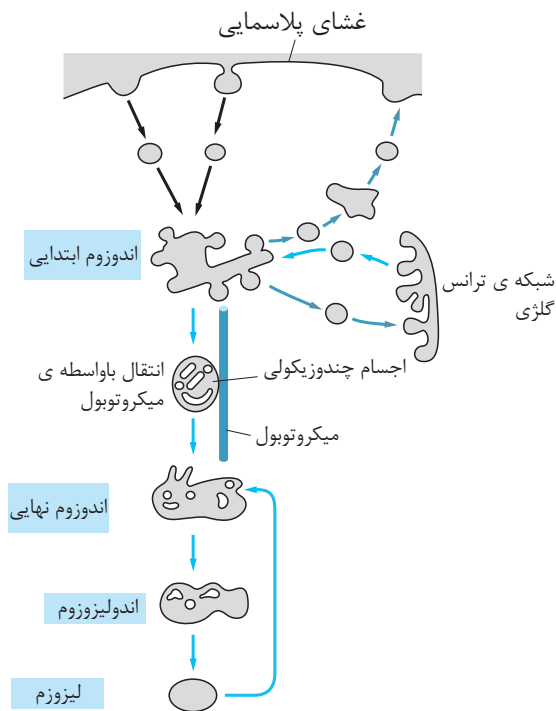 غشای پلاسمایی
اندوزوم ابتدایی
شبکه ی ترانس
گلژی
انتقال باواسطه ی
میکروتوبول
اجسام چندوزیکولی
میکروتوبول
اندوزوم نهایی
اندولیزوزوم
لیزوزم